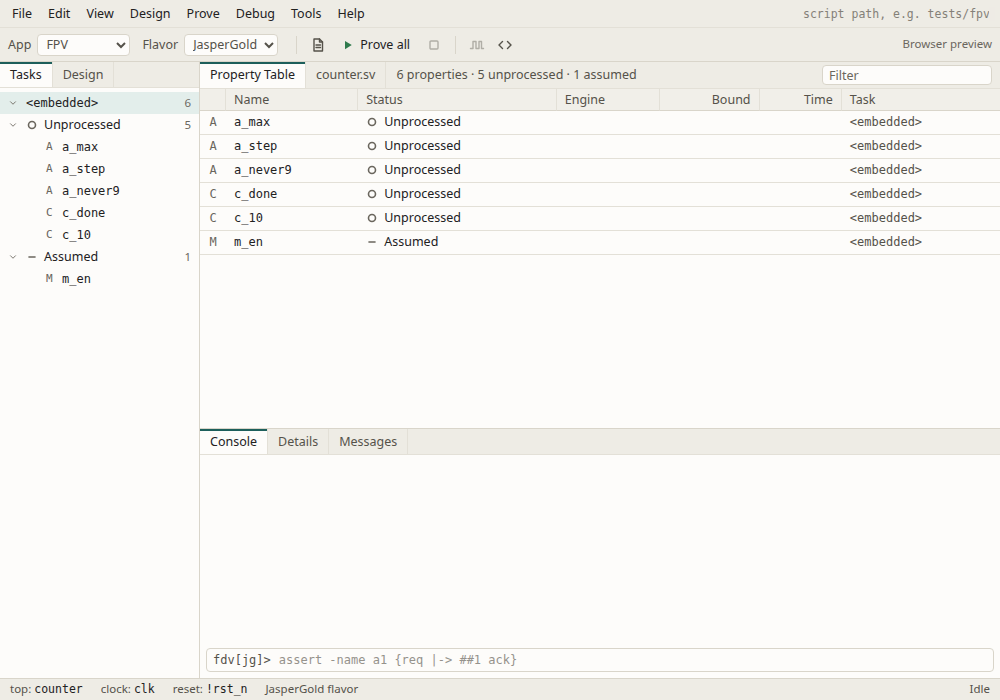 File Edit View Design Prove Debug Tools Help script path, e.g. tests/fpv
App FPV Flavor JasperGold Prove all Browser preview
Tasks Design Property Table counter.sv 6 properties · 5 unprocessed · 1 assumed Filter
Name Status Engine Bound Time Task
<embedded> 6
Unprocessed 5
A a_max
A a_step
A a_never9
C c_done
C c_10
Assumed 1
M m_en
A a_max Unprocessed <embedded>
A a_step Unprocessed <embedded>
A a_never9 Unprocessed <embedded>
C c_done Unprocessed <embedded>
C c_10 Unprocessed <embedded>
M m_en Assumed <embedded>
Console Details Messages
fdv[jg]> assert -name a1 {req |-> ##1 ack}
top: counter clock: clk reset: !rst_n JasperGold flavor Idle